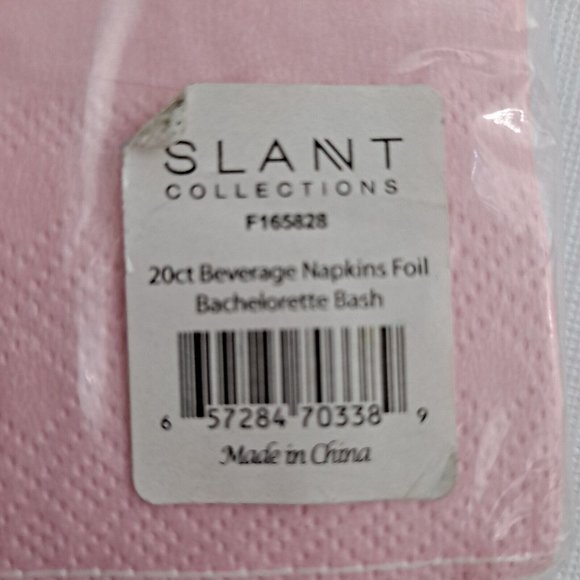 SLANT
COLLECTIONS
F165828
20ct Beverage Napkins Foil
Bachelorette Bash
6 57284 70338 9
Made in China